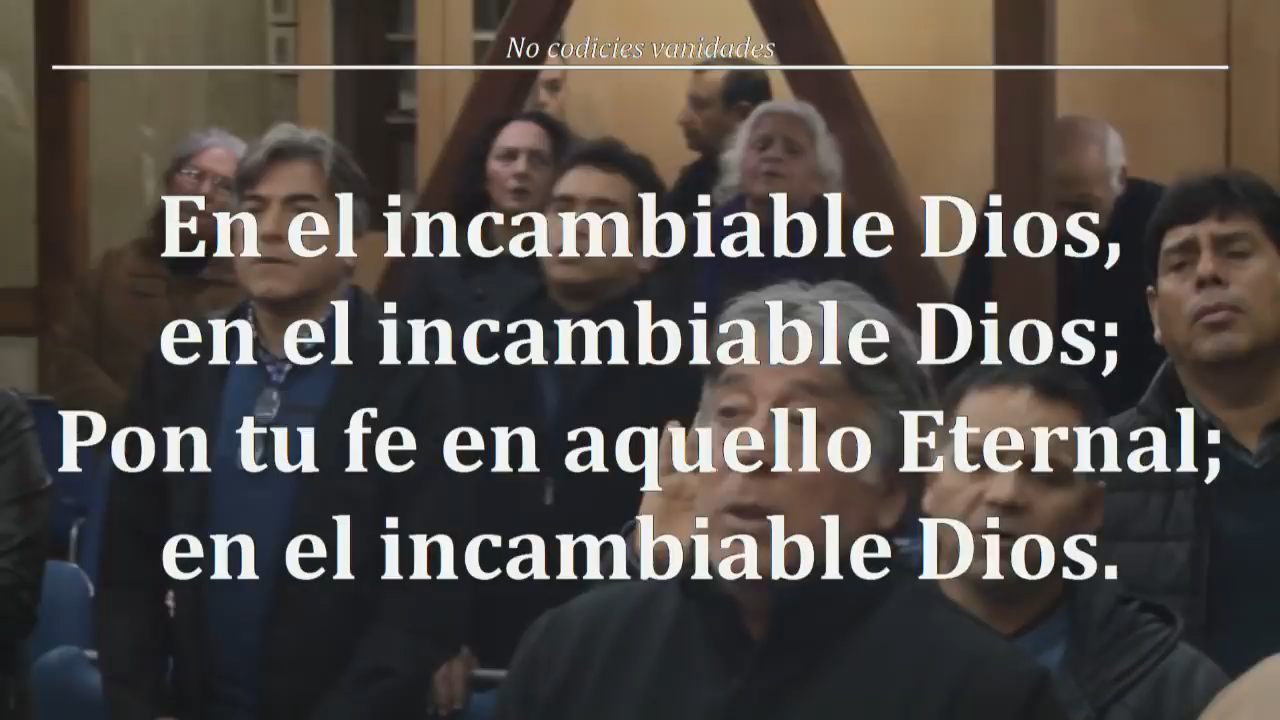 No codicies vanidades
En el incambiable Dios,
en el incambiable Dios;
Pon tu fe en aquello Eternal;
en el incambiable Dios.